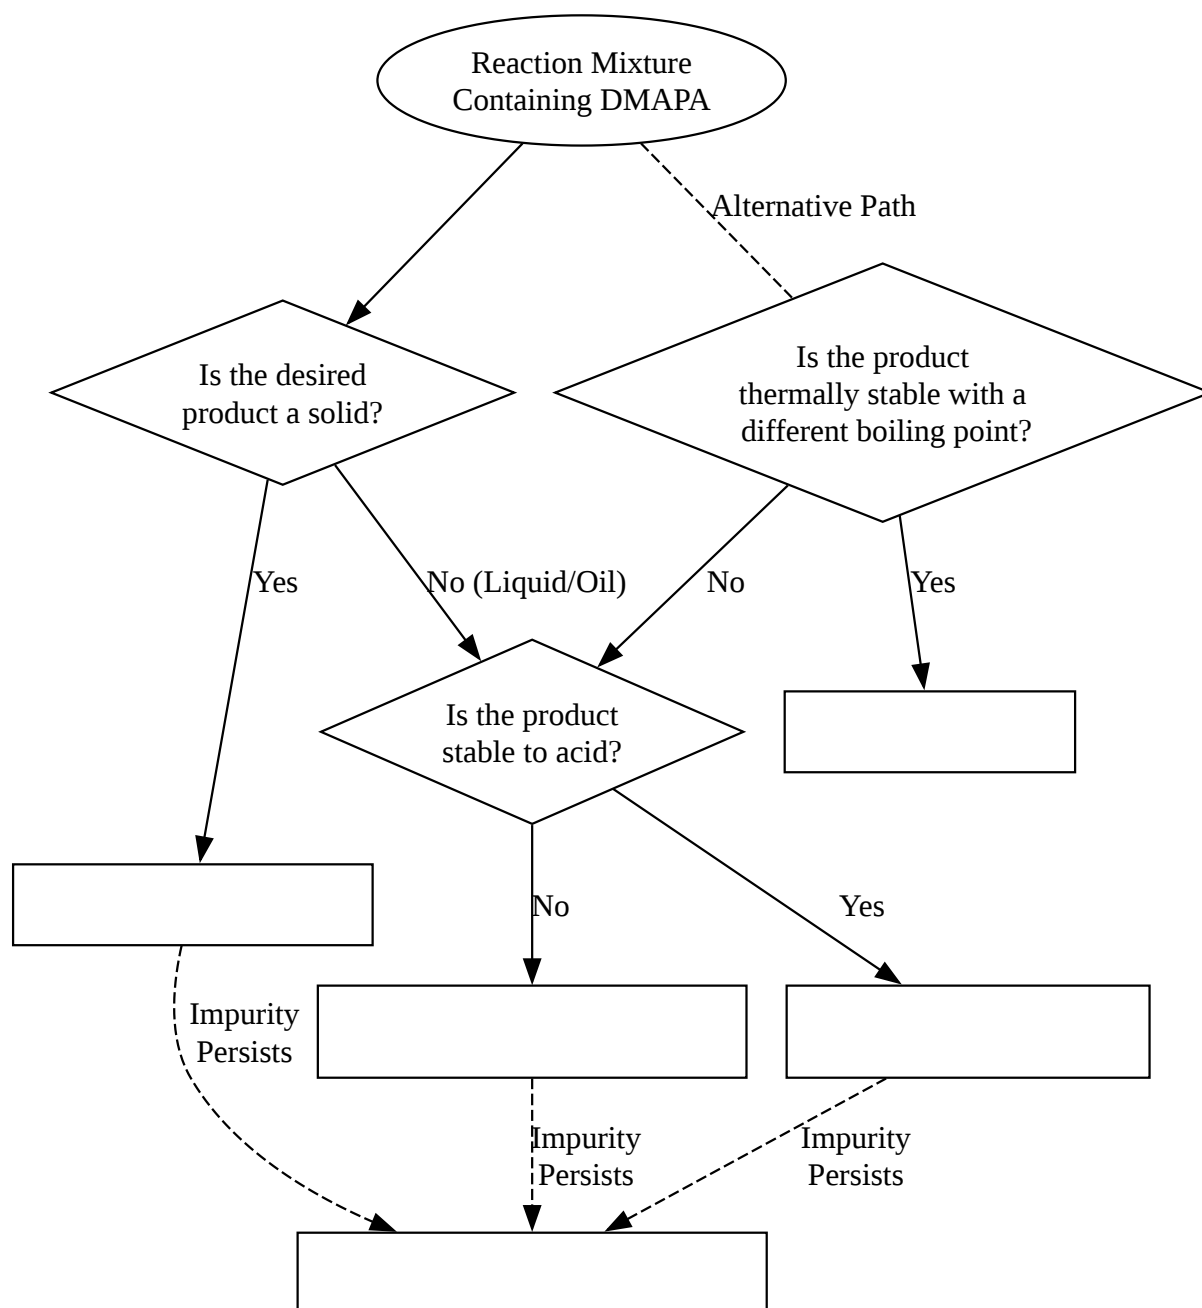 Reaction Mixture
Containing DMAPA
Alternative Path
Is the desired
product a solid?
Is the product
thermally stable with a
different boiling point?
Yes
No (Liquid/Oil)
No
Yes
Is the product
stable to acid?
No
Yes
Impurity
Persists
Impurity
Persists
Impurity
Persists